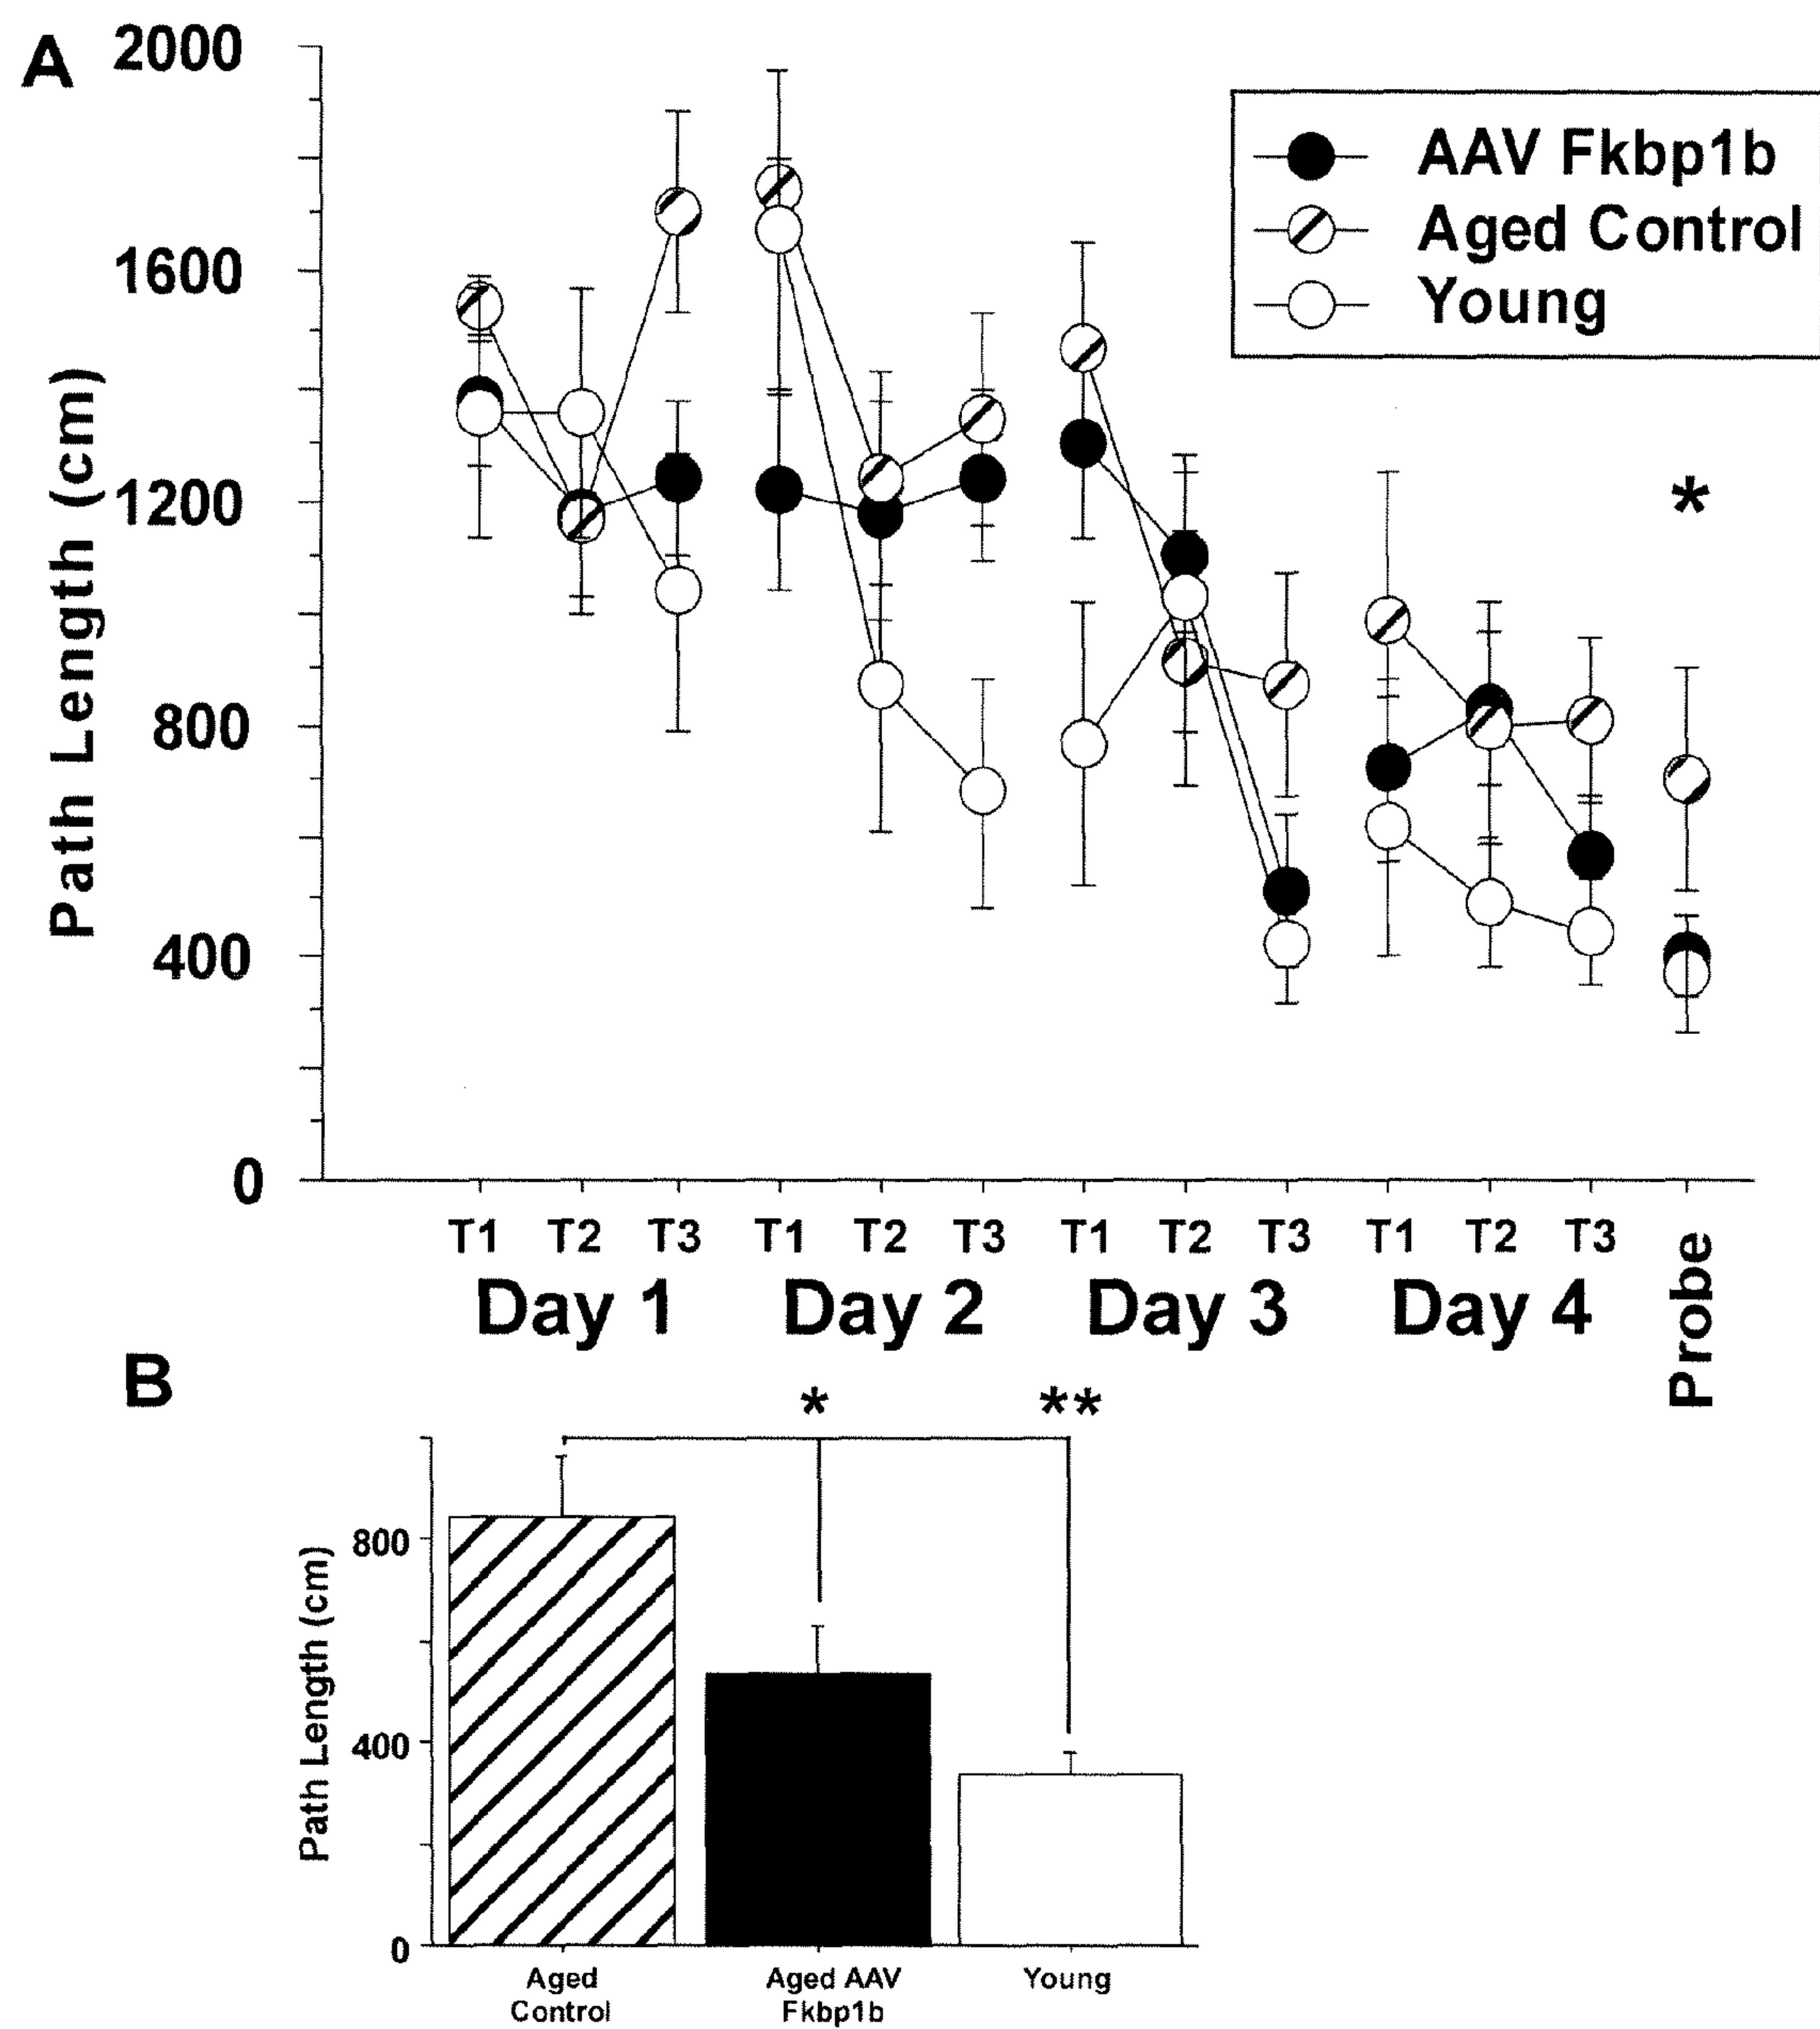 A
2000
1600
1200
800
400
0
Path Length (cm)
AAV Fkbp1b
Aged Control
Young
*
T1 T2 T3 T1 T2 T3 T1 T2 T3 T1 T2 T3
Day 1 Day 2 Day 3 Day 4
Probe
B
* **
800
400
0
Path Length (cm)
Aged Control
Aged AAV Fkbp1b
Young